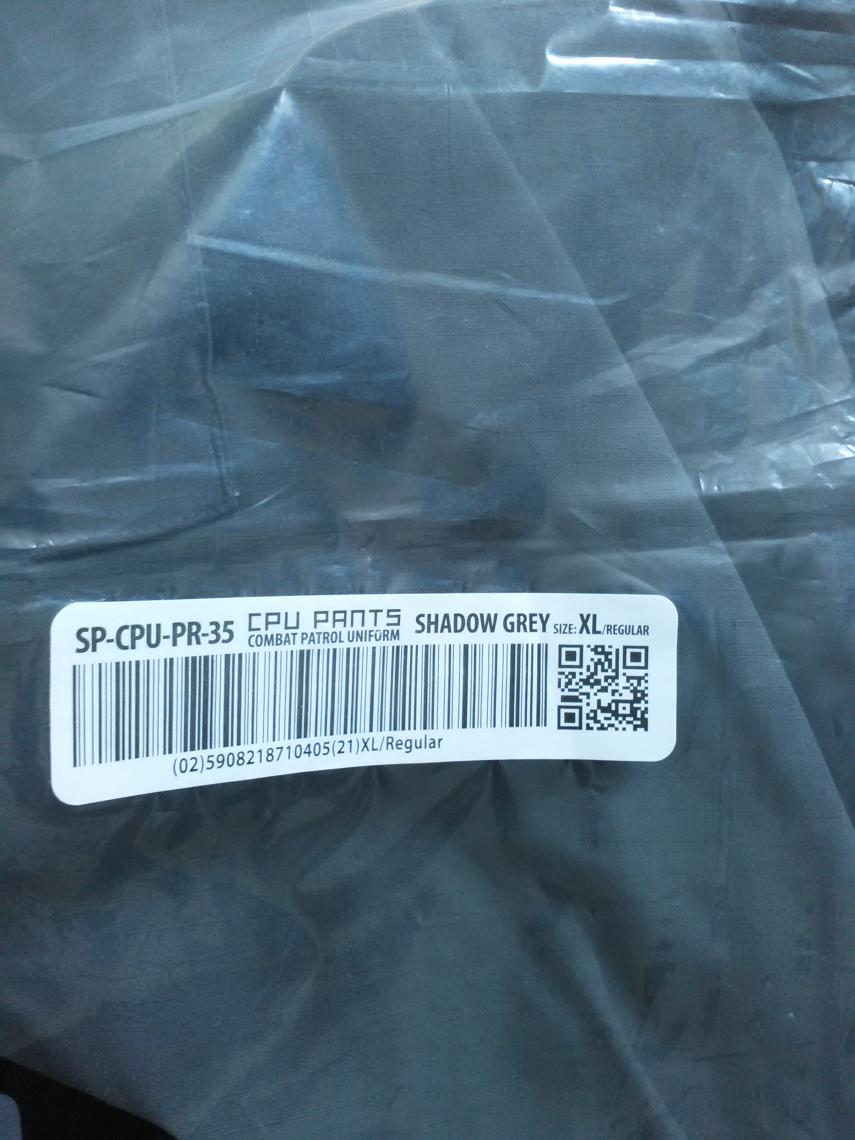 SP-CPU-PR-35 CPU PANTS SHADOW GREY SIZE: XL/REGULAR
COMBAT PATROL UNIFORM
(02)5908218710405(21)XL/Regular